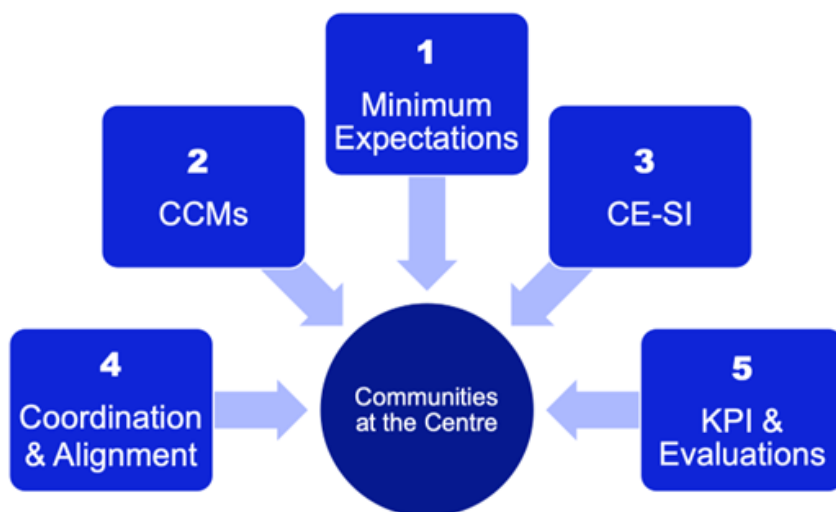 1
Minimum
Expectations
2
CCMs
3
CE-SI
4
Coordination
& Alignment
Communities
at the Centre
5
KPI &
Evaluations